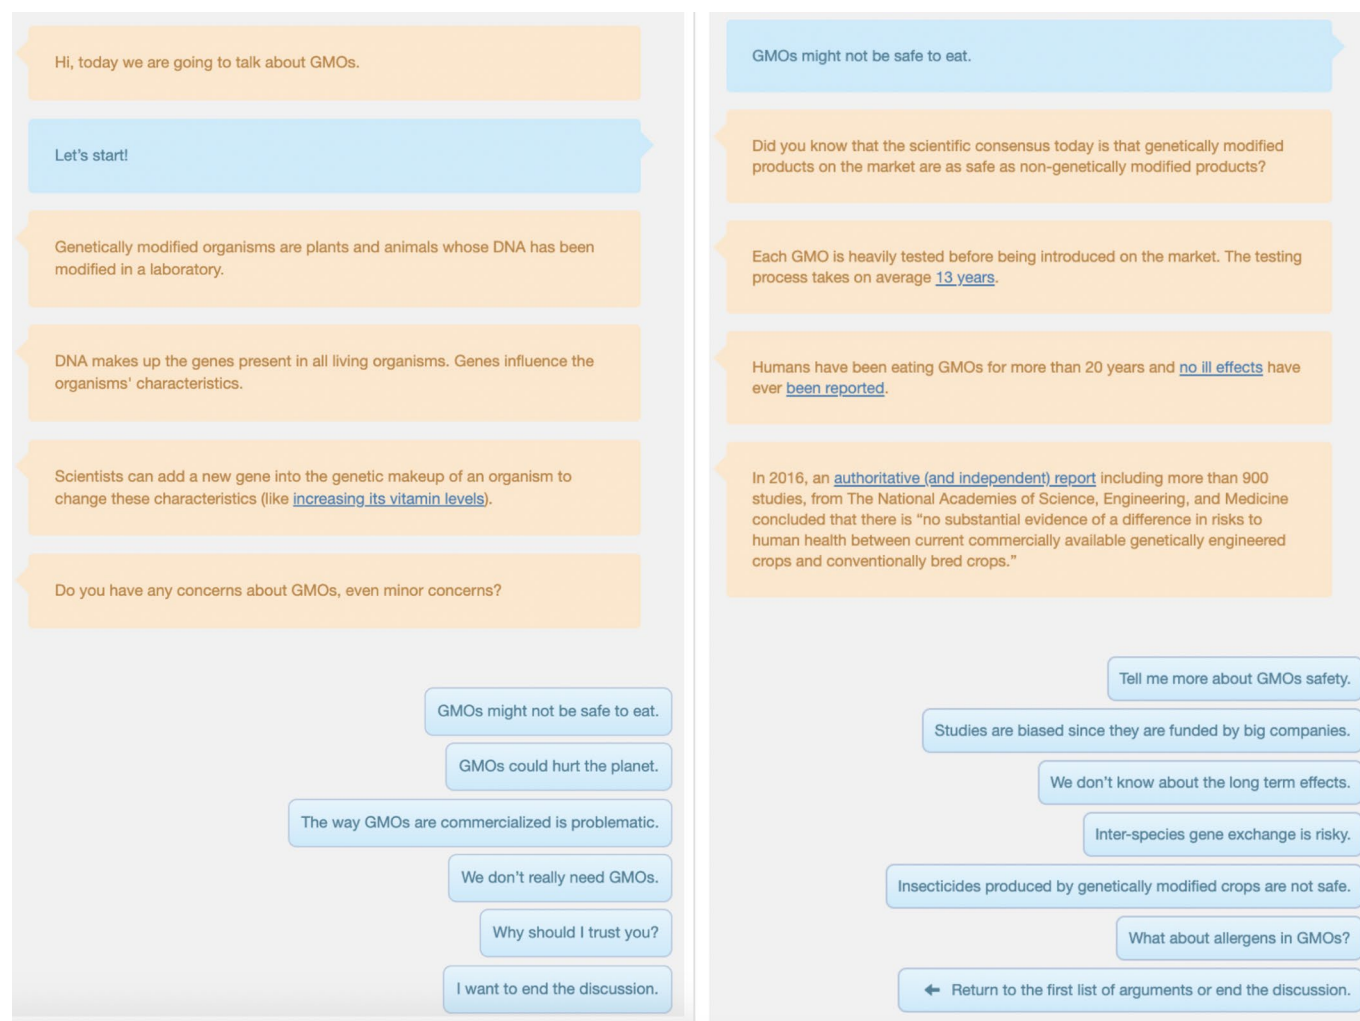 Hi, today we are going to talk about GMOs.
Let's start!
Genetically modified organisms are plants and animals whose DNA has been
modified in a laboratory.
DNA makes up the genes present in all living organisms. Genes influence the
organisms' characteristics.
Scientists can add a new gene into the genetic makeup of an organism to
change these characteristics (like increasing its vitamin levels).
Do you have any concerns about GMOs, even minor concerns?
GMOs might not be safe to eat.
GMOs could hurt the planet.
The way GMOs are commercialized is problematic.
We don't really need GMOs.
Why should I trust you?
I want to end the discussion.
GMOs might not be safe to eat.
Did you know that the scientific consensus today is that genetically modified
products on the market are as safe as non-genetically modified products?
Each GMO is heavily tested before being introduced on the market. The testing
process takes on average 13 years.
Humans have been eating GMOs for more than 20 years and no ill effects have
ever been reported.
In 2016, an authoritative (and independent) report including more than 900
studies, from The National Academies of Science, Engineering, and Medicine
concluded that there is “no substantial evidence of a difference in risks to
human health between current commercially available genetically engineered
crops and conventionally bred crops.”
Tell me more about GMOs safety.
Studies are biased since they are funded by big companies.
We don't know about the long term effects.
Inter-species gene exchange is risky.
Insecticides produced by genetically modified crops are not safe.
What about allergens in GMOs?
← Return to the first list of arguments or end the discussion.